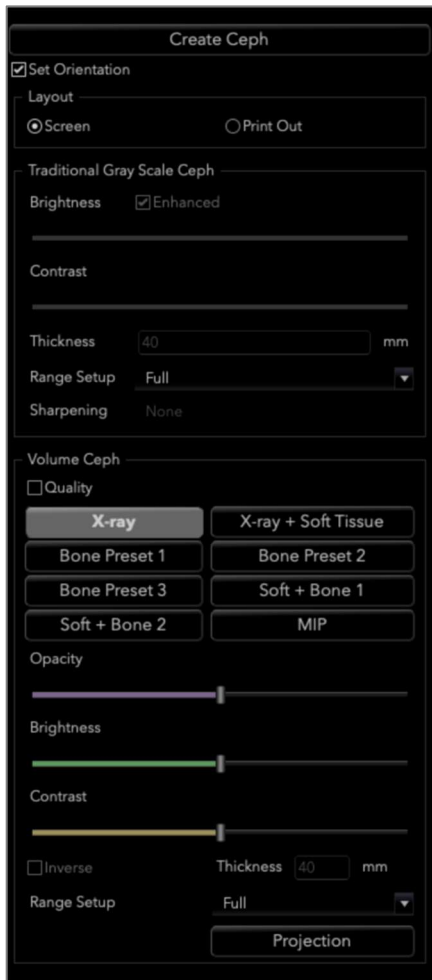 Create Ceph
Set Orientation
Layout
Screen Print Out
Traditional Gray Scale Ceph
Brightness Enhanced
Contrast
Thickness 40 mm
Range Setup Full
Sharpening None
Volume Ceph
Quality
X-ray X-ray + Soft Tissue
Bone Preset 1 Bone Preset 2
Bone Preset 3 Soft + Bone 1
Soft + Bone 2 MIP
Opacity
Brightness
Contrast
Inverse Thickness 40 mm
Range Setup Full
Projection